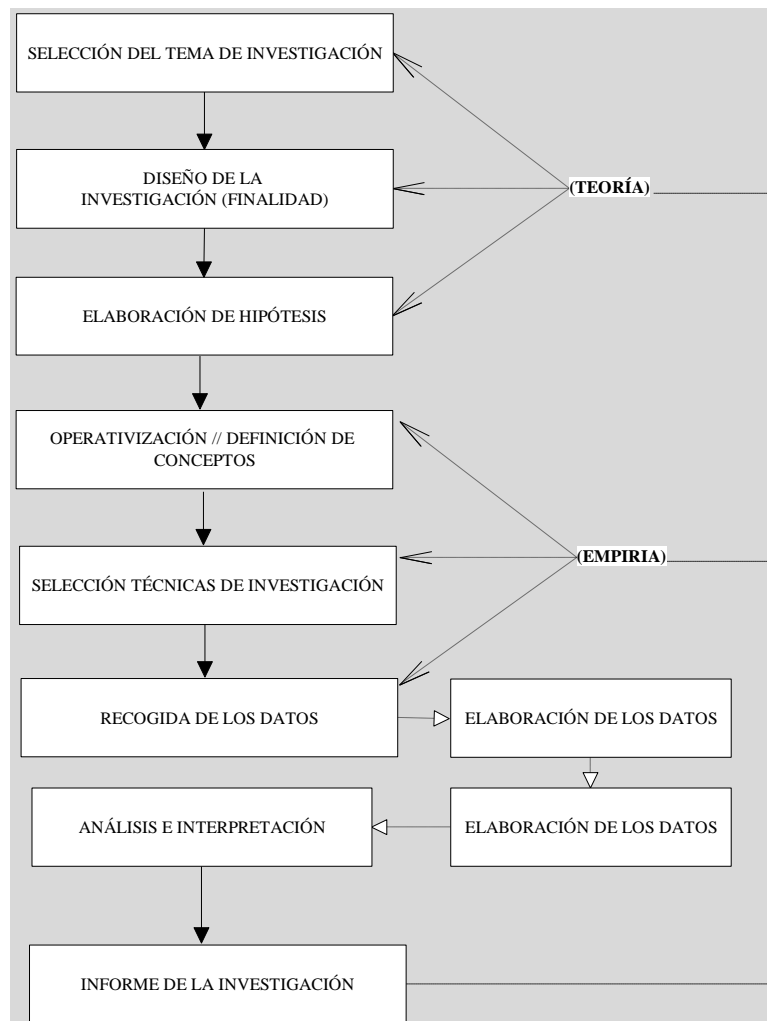 SELECCIÓN DEL TEMA DE INVESTIGACIÓN
DISEÑO DE LA
INVESTIGACIÓN (FINALIDAD)
(TEORÍA)
ELABORACIÓN DE HIPÓTESIS
OPERATIVIZACIÓN // DEFINICIÓN DE
CONCEPTOS
(EMPIRIA)
SELECCIÓN TÉCNICAS DE INVESTIGACIÓN
RECOGIDA DE LOS DATOS
ELABORACIÓN DE LOS DATOS
ANÁLISIS E INTERPRETACIÓN
ELABORACIÓN DE LOS DATOS
INFORME DE LA INVESTIGACIÓN